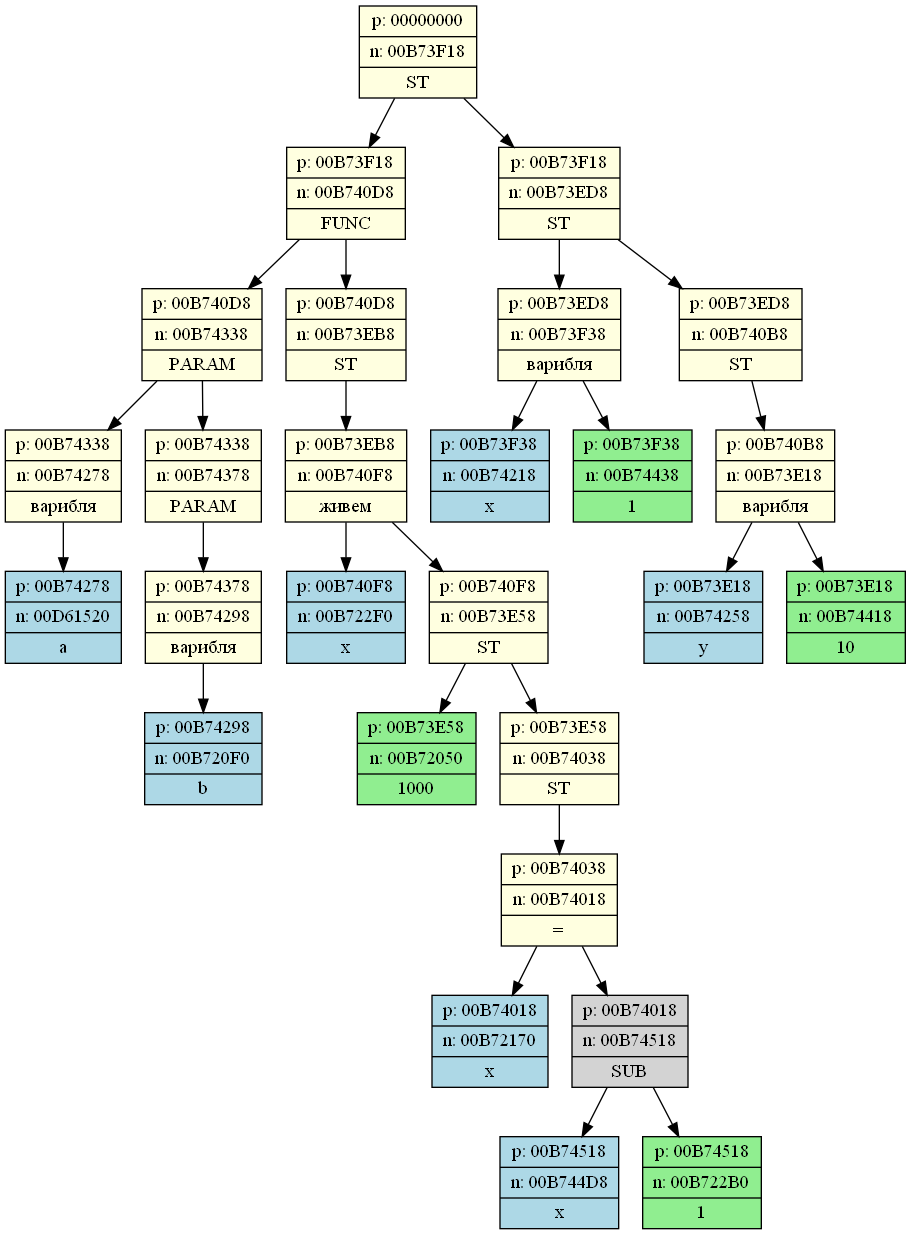 p: 00000000
n: 00B73F18
ST
p: 00B73F18
n: 00B740D8
FUNC
p: 00B73F18
n: 00B73ED8
ST
p: 00B740D8
n: 00B74338
PARAM
p: 00B740D8
n: 00B73EB8
ST
p: 00B73ED8
n: 00B73F38
варибля
p: 00B73ED8
n: 00B740B8
ST
p: 00B74338
n: 00B74278
варибля
p: 00B74338
n: 00B74378
PARAM
p: 00B73EB8
n: 00B740F8
живем
p: 00B73F38
n: 00B74218
x
p: 00B73F38
n: 00B74438
1
p: 00B740B8
n: 00B73E18
варибля
p: 00B74278
n: 00D61520
a
p: 00B74378
n: 00B74298
варибля
p: 00B740F8
n: 00B722F0
x
p: 00B740F8
n: 00B73E58
ST
p: 00B73E18
n: 00B74258
y
p: 00B73E18
n: 00B74418
10
p: 00B74298
n: 00B720F0
b
p: 00B73E58
n: 00B72050
1000
p: 00B73E58
n: 00B74038
ST
p: 00B74038
n: 00B74018
=
p: 00B74018
n: 00B72170
x
p: 00B74018
n: 00B74518
SUB
p: 00B74518
n: 00B744D8
x
p: 00B74518
n: 00B722B0
1